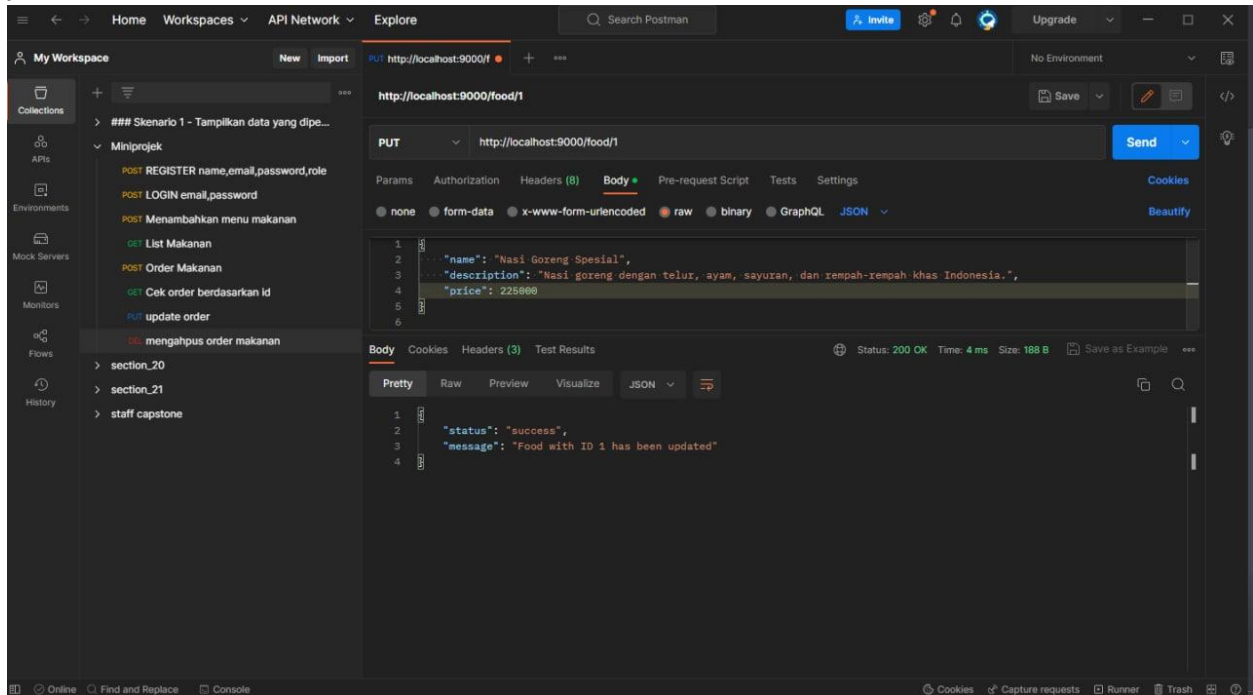 Home Workspaces API Network Explore Search Postman Invite Upgrade
My Workspace New Import PUT http://localhost:9000/f No Environment
Collections
APIs
Environments
Mock Servers
Monitors
Flows
History
### Skenario 1 - Tampilkan data yang dipe...
Miniprojek
POST REGISTER name,email,password,role
POST LOGIN email,password
POST Menambahkan menu makanan
GET List Makanan
POST Order Makanan
GET Cek order berdasarkan id
PUT update order
DEL mengahpus order makanan
section_20
section_21
staff capstone
http://localhost:9000/food/1 Save
PUT http://localhost:9000/food/1 Send
Params Authorization Headers (8) Body Pre-request Script Tests Settings Cookies
none form-data x-www-form-urlencoded raw binary GraphQL JSON Beautify
1 {
2 "name": "Nasi Goreng Spesial",
3 "description": "Nasi goreng dengan telur, ayam, sayuran, dan rempah-rempah khas Indonesia.",
4 "price": 225000
5 }
6
Body Cookies Headers (3) Test Results Status: 200 OK Time: 4 ms Size: 188 B Save as Example
Pretty Raw Preview Visualize JSON
1 {
2 "status": "success",
3 "message": "Food with ID 1 has been updated"
4 }
Online Find and Replace Console Cookies Capture requests Runner Trash